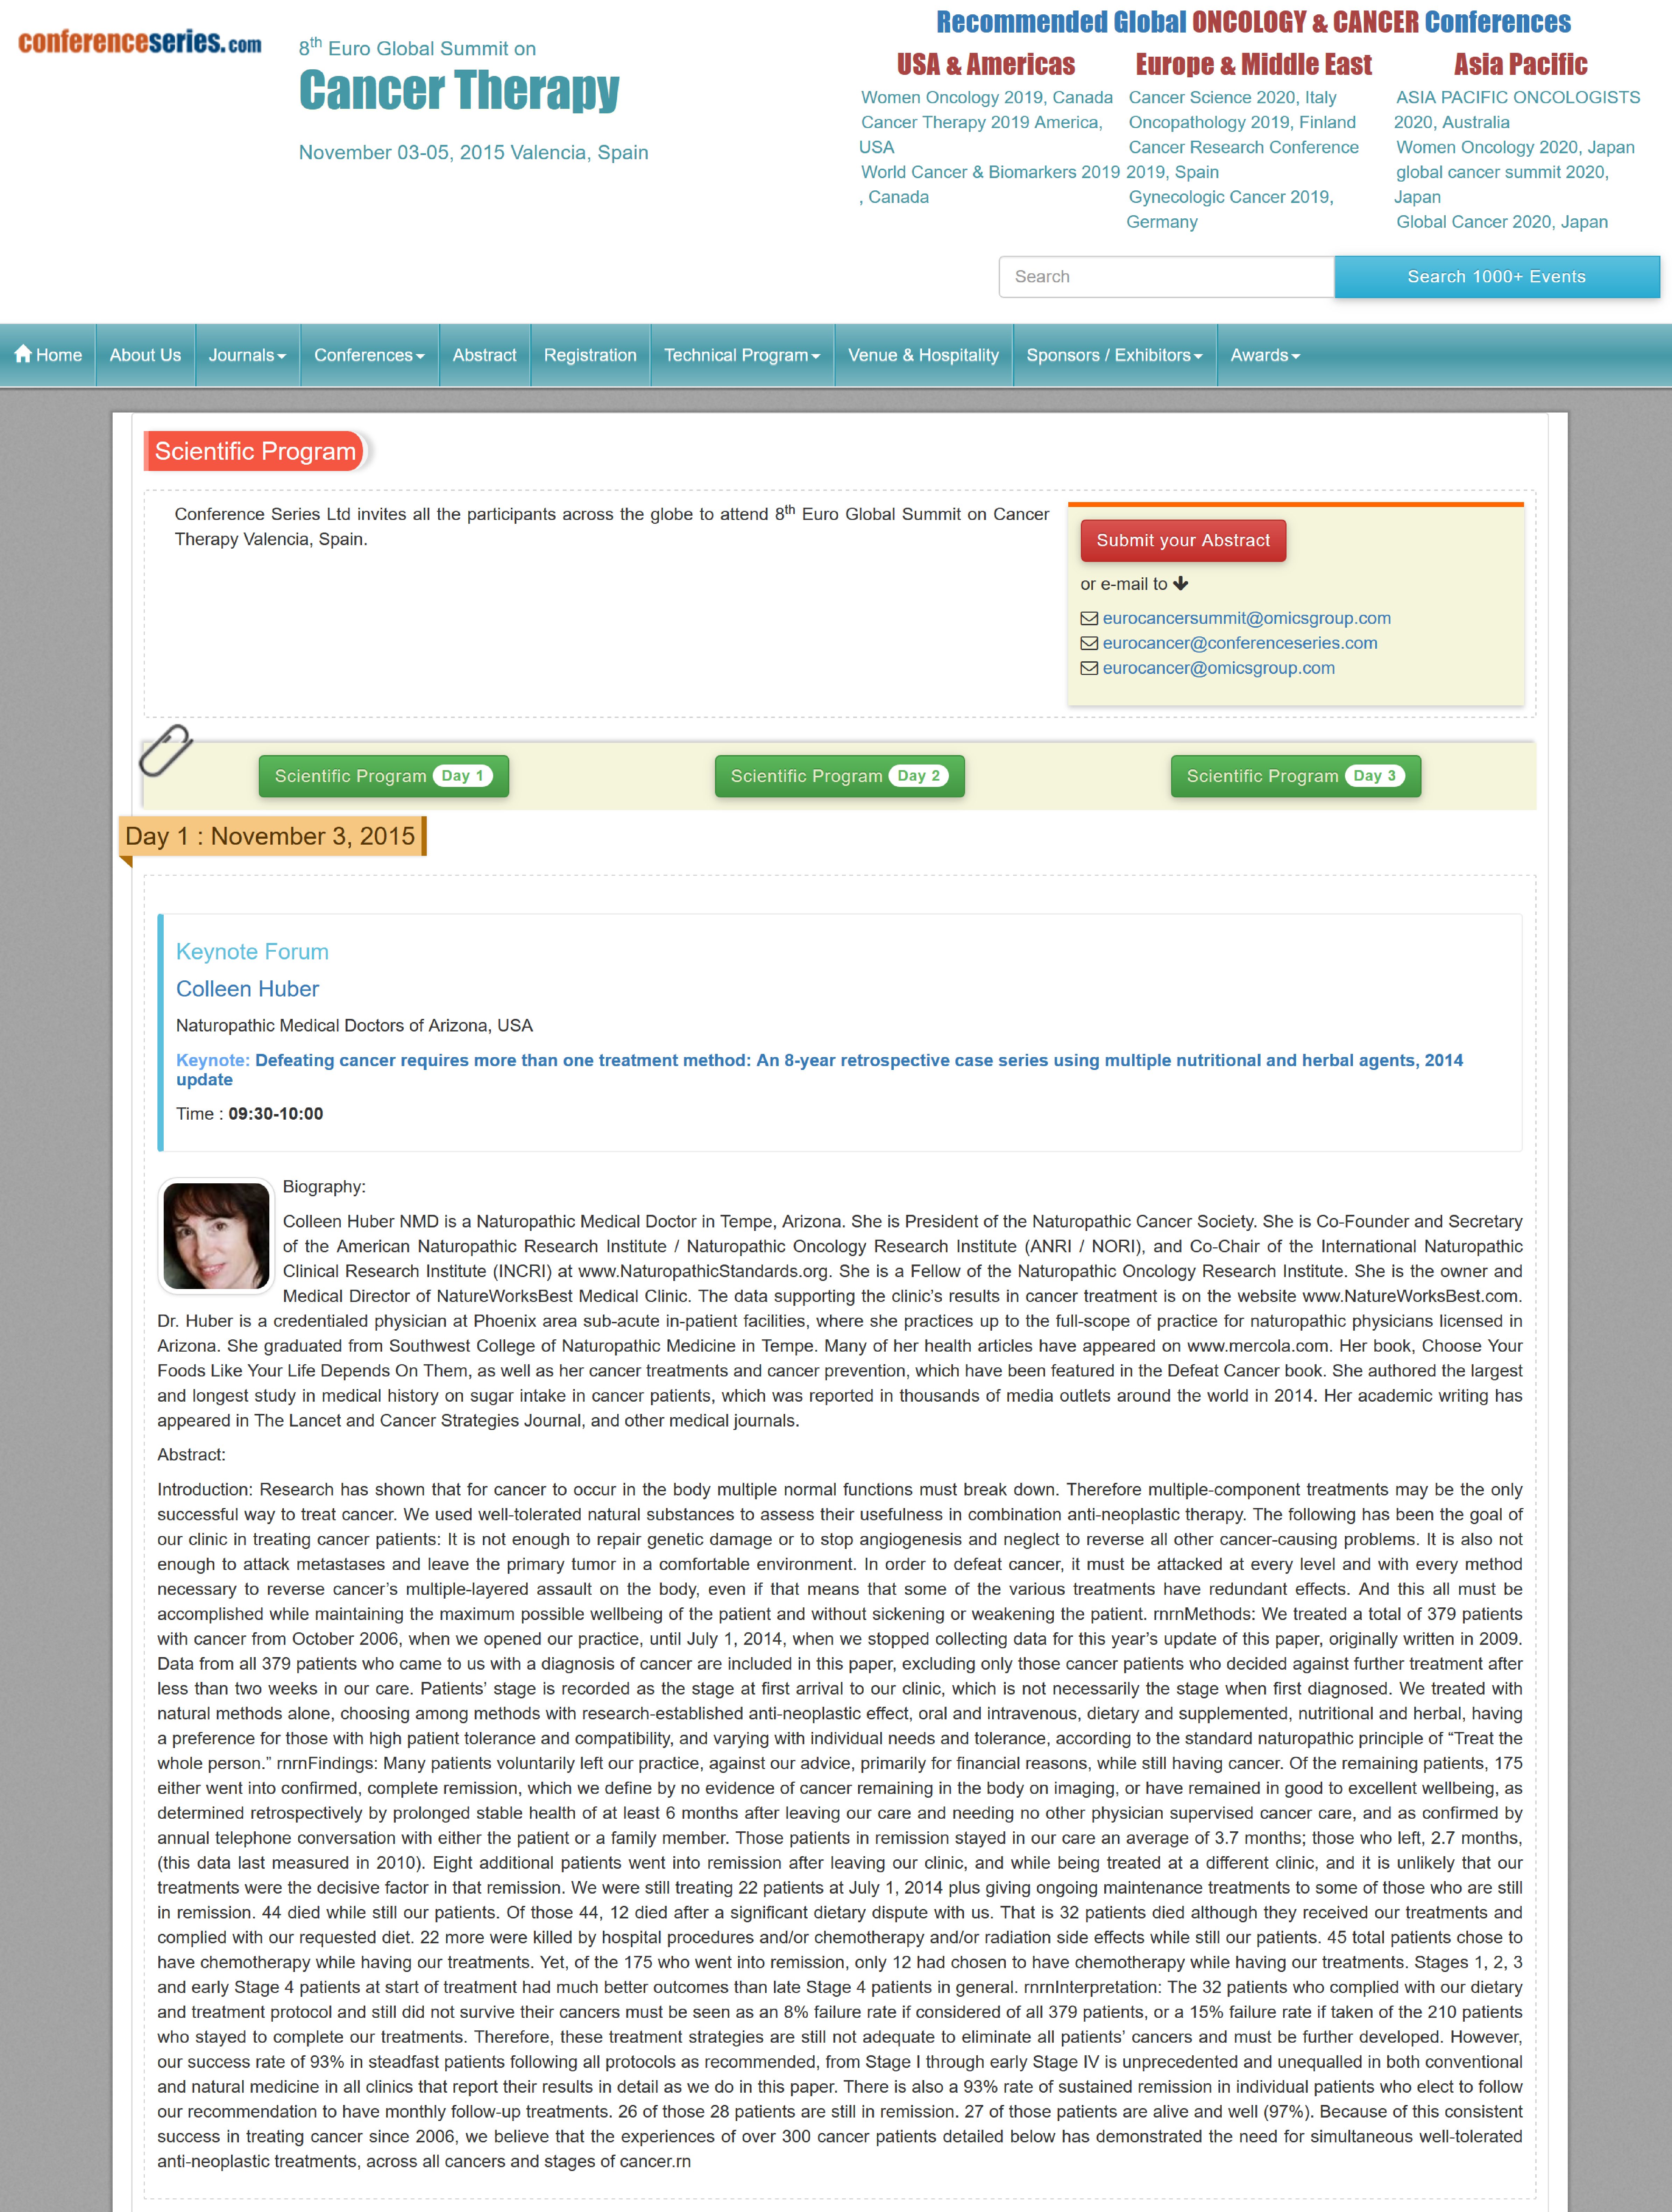 conferenceseries.com
8th Euro Global Summit on
Cancer Therapy
November 03-05, 2015 Valencia, Spain
Recommended Global ONCOLOGY & CANCER Conferences
USA & Americas
Women Oncology 2019, Canada
Cancer Therapy 2019 America,
USA
World Cancer & Biomarkers 2019
, Canada
Europe & Middle East
Cancer Science 2020, Italy
Oncopathology 2019, Finland
Cancer Research Conference
2019, Spain
Gynecologic Cancer 2019,
Germany
Asia Pacific
ASIA PACIFIC ONCOLOGISTS
2020, Australia
Women Oncology 2020, Japan
global cancer summit 2020,
Japan
Global Cancer 2020, Japan
Search
Search 1000+ Events
Home About Us Journals Conferences Abstract Registration Technical Program Venue & Hospitality Sponsors / Exhibitors Awards
Scientific Program
Conference Series Ltd invites all the participants across the globe to attend 8th Euro Global Summit on Cancer
Therapy Valencia, Spain.
Submit your Abstract
or e-mail to
eurocancersummit@omicsgroup.com
eurocancer@conferenceseries.com
eurocancer@omicsgroup.com
Scientific Program Day 1
Scientific Program Day 2
Scientific Program Day 3
Day 1 : November 3, 2015
Keynote Forum
Colleen Huber
Naturopathic Medical Doctors of Arizona, USA
Keynote: Defeating cancer requires more than one treatment method: An 8-year retrospective case series using multiple nutritional and herbal agents, 2014
update
Time : 09:30-10:00
Biography:
Colleen Huber NMD is a Naturopathic Medical Doctor in Tempe, Arizona. She is President of the Naturopathic Cancer Society. She is Co-Founder and Secretary
of the American Naturopathic Research Institute / Naturopathic Oncology Research Institute (ANRI / NORI), and Co-Chair of the International Naturopathic
Clinical Research Institute (INCRI) at www.NaturopathicStandards.org. She is a Fellow of the Naturopathic Oncology Research Institute. She is the owner and
Medical Director of NatureWorksBest Medical Clinic. The data supporting the clinic’s results in cancer treatment is on the website www.NatureWorksBest.com.
Dr. Huber is a credentialed physician at Phoenix area sub-acute in-patient facilities, where she practices up to the full-scope of practice for naturopathic physicians licensed in
Arizona. She graduated from Southwest College of Naturopathic Medicine in Tempe. Many of her health articles have appeared on www.mercola.com. Her book, Choose Your
Foods Like Your Life Depends On Them, as well as her cancer treatments and cancer prevention, which have been featured in the Defeat Cancer book. She authored the largest
and longest study in medical history on sugar intake in cancer patients, which was reported in thousands of media outlets around the world in 2014. Her academic writing has
appeared in The Lancet and Cancer Strategies Journal, and other medical journals.
Abstract:
Introduction: Research has shown that for cancer to occur in the body multiple normal functions must break down. Therefore multiple-component treatments may be the only
successful way to treat cancer. We used well-tolerated natural substances to assess their usefulness in combination anti-neoplastic therapy. The following has been the goal of
our clinic in treating cancer patients: It is not enough to repair genetic damage or to stop angiogenesis and neglect to reverse all other cancer-causing problems. It is also not
enough to attack metastases and leave the primary tumor in a comfortable environment. In order to defeat cancer, it must be attacked at every level and with every method
necessary to reverse cancer’s multiple-layered assault on the body, even if that means that some of the various treatments have redundant effects. And this all must be
accomplished while maintaining the maximum possible wellbeing of the patient and without sickening or weakening the patient. rnrnMethods: We treated a total of 379 patients
with cancer from October 2006, when we opened our practice, until July 1, 2014, when we stopped collecting data for this year’s update of this paper, originally written in 2009.
Data from all 379 patients who came to us with a diagnosis of cancer are included in this paper, excluding only those cancer patients who decided against further treatment after
less than two weeks in our care. Patients’ stage is recorded as the stage at first arrival to our clinic, which is not necessarily the stage when first diagnosed. We treated with
natural methods alone, choosing among methods with research-established anti-neoplastic effect, oral and intravenous, dietary and supplemented, nutritional and herbal, having
a preference for those with high patient tolerance and compatibility, and varying with individual needs and tolerance, according to the standard naturopathic principle of “Treat the
whole person.” rnrnFindings: Many patients voluntarily left our practice, against our advice, primarily for financial reasons, while still having cancer. Of the remaining patients, 175
either went into confirmed, complete remission, which we define by no evidence of cancer remaining in the body on imaging, or have remained in good to excellent wellbeing, as
determined retrospectively by prolonged stable health of at least 6 months after leaving our care and needing no other physician supervised cancer care, and as confirmed by
annual telephone conversation with either the patient or a family member. Those patients in remission stayed in our care an average of 3.7 months; those who left, 2.7 months,
(this data last measured in 2010). Eight additional patients went into remission after leaving our clinic, and while being treated at a different clinic, and it is unlikely that our
treatments were the decisive factor in that remission. We were still treating 22 patients at July 1, 2014 plus giving ongoing maintenance treatments to some of those who are still
in remission. 44 died while still our patients. Of those 44, 12 died after a significant dietary dispute with us. That is 32 patients died although they received our treatments and
complied with our requested diet. 22 more were killed by hospital procedures and/or chemotherapy and/or radiation side effects while still our patients. 45 total patients chose to
have chemotherapy while having our treatments. Yet, of the 175 who went into remission, only 12 had chosen to have chemotherapy while having our treatments. Stages 1, 2, 3
and early Stage 4 patients at start of treatment had much better outcomes than late Stage 4 patients in general. rnrnInterpretation: The 32 patients who complied with our dietary
and treatment protocol and still did not survive their cancers must be seen as an 8% failure rate if considered of all 379 patients, or a 15% failure rate if taken of the 210 patients
who stayed to complete our treatments. Therefore, these treatment strategies are still not adequate to eliminate all patients’ cancers and must be further developed. However,
our success rate of 93% in steadfast patients following all protocols as recommended, from Stage I through early Stage IV is unprecedented and unequalled in both conventional
and natural medicine in all clinics that report their results in detail as we do in this paper. There is also a 93% rate of sustained remission in individual patients who elect to follow
our recommendation to have monthly follow-up treatments. 26 of those 28 patients are still in remission. 27 of those patients are alive and well (97%). Because of this consistent
success in treating cancer since 2006, we believe that the experiences of over 300 cancer patients detailed below has demonstrated the need for simultaneous well-tolerated
anti-neoplastic treatments, across all cancers and stages of cancer.rn